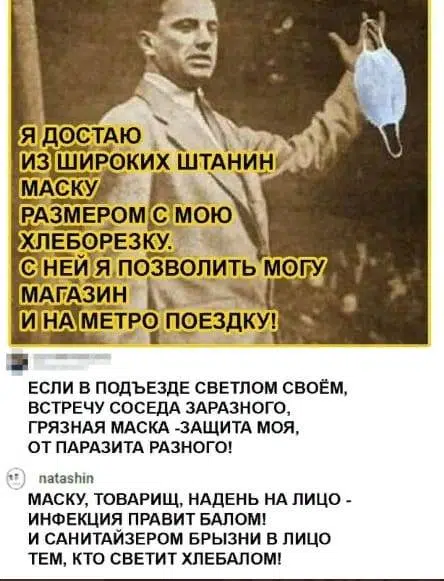 Я ДОСТАЮ
ИЗ ШИРОКИХ ШТАНИН
МАСКУ
РАЗМЕРОМ С МОЮ
ХЛЕБОРЕЗКУ.
С НЕЙ Я ПОЗВОЛИТЬ МОГУ
МАГАЗИН
И НА МЕТРО ПОЕЗДКУ!
ЕСЛИ В ПОДЪЕЗДЕ СВЕТЛОМ СВОЁМ,
ВСТРЕЧУ СОСЕДА ЗАРАЗНОГО,
ГРЯЗНАЯ МАСКА -ЗАЩИТА МОЯ,
ОТ ПАРАЗИТА РАЗНОГО!
natashin
МАСКУ, ТОВАРИЩ, НАДЕНЬ НА ЛИЦО -
ИНФЕКЦИЯ ПРАВИТ БАЛОМ!
И САНИТАЙЗЕРОМ БРЫЗНИ В ЛИЦО
ТЕМ, КТО СВЕТИТ ХЛЕБАЛОМ!